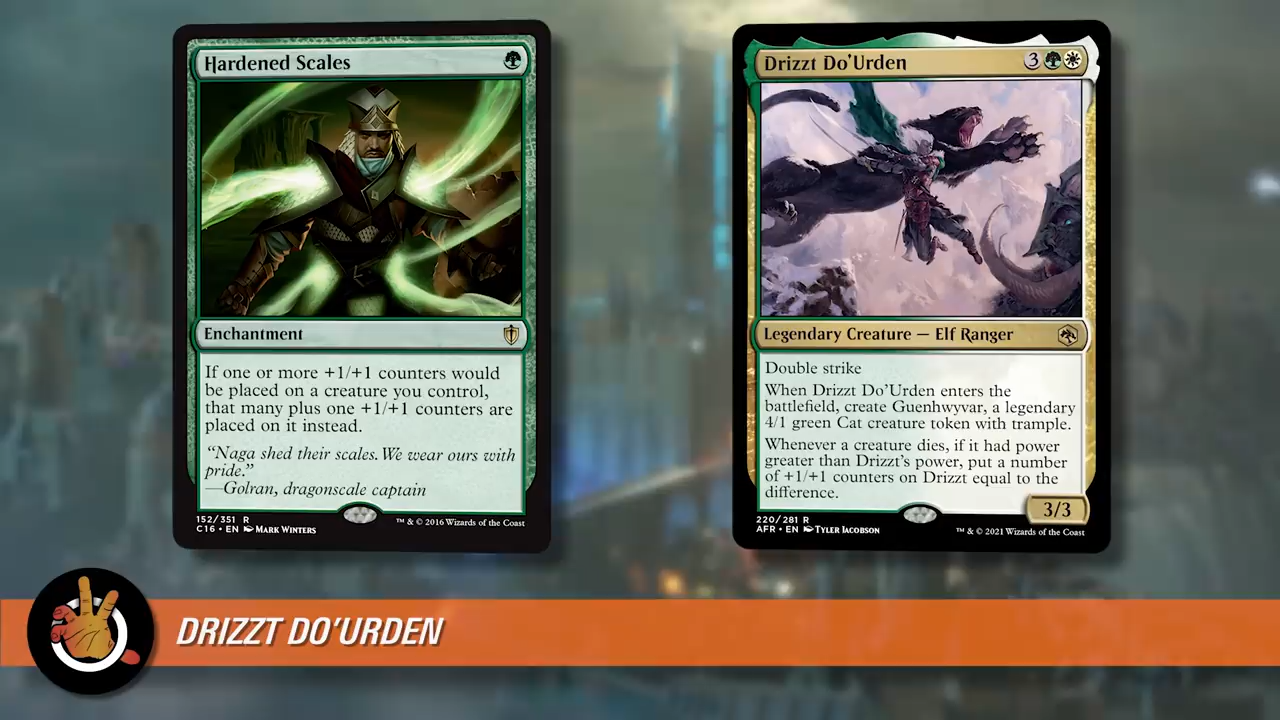 Hardened Scales
Enchantment
If one or more +1/+1 counters would
be placed on a creature you control,
that many plus one +1/+1 counters are
placed on it instead.
“Naga shed their scales. We wear ours with
pride.”
—Golran, dragonscale captain
152/351 R
C16 • EN MARK WINTERS
™ & © 2016 Wizards of the Coast
Drizzt Do'Urden
3
Legendary Creature — Elf Ranger
Double strike
When Drizzt Do'Urden enters the
battlefield, create Guenhwyvar, a legendary
4/1 green Cat creature token with trample.
Whenever a creature dies, if it had power
greater than Drizzt's power, put a number
of +1/+1 counters on Drizzt equal to the
difference.
3/3
220/281 R
AFR • EN TYLER JACOBSON
™ & © 2021 Wizards of the Coast
DRIZZT DO'URDEN